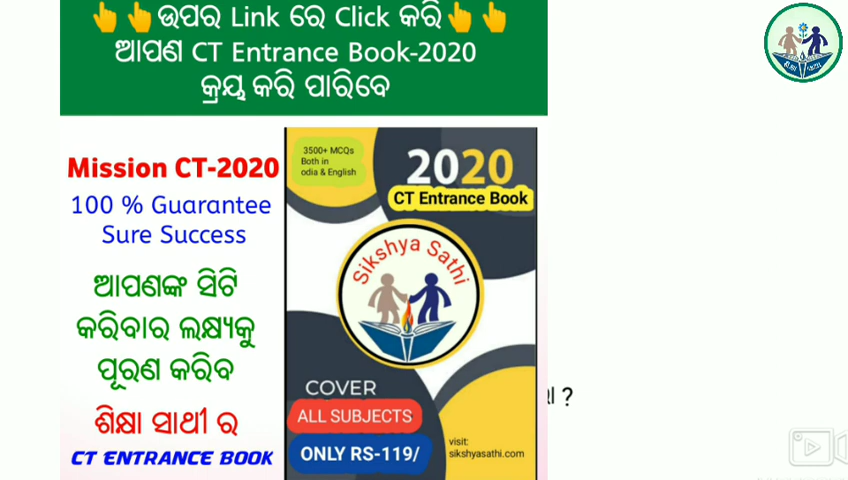 👆👆ଉପର Link ରେ Click କରି👆👆
ଆପଣ CT Entrance Book-2020
କ୍ରୟ କରି ପାରିବେ
Mission CT-2020
100 % Guarantee
Sure Success
ଆପଣଙ୍କ ସିଟି
କରିବାର ଲକ୍ଷ୍ୟକୁ
ପୂରଣ କରିବ
ଶିକ୍ଷା ସାଥୀ ର
CT ENTRANCE BOOK
3500+ MCQs
Both in
odia & English
2020
CT Entrance Book
Sikshya Sathi
COVER
ALL SUBJECTS
ONLY RS-119/
visit:
sikshyasathi.com
?